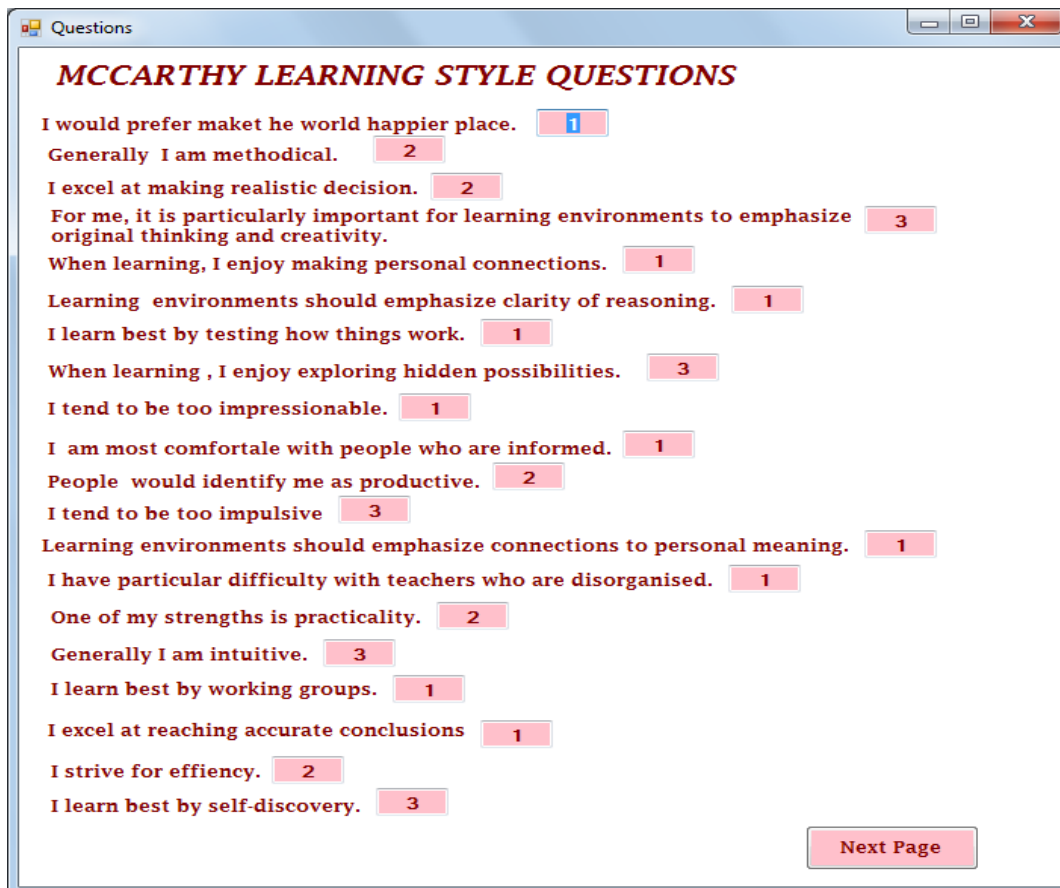 Questions
MCCARTHY LEARNING STYLE QUESTIONS
I would prefer maket he world happier place. 1
Generally I am methodical. 2
I excel at making realistic decision. 2
For me, it is particularly important for learning environments to emphasize 3
original thinking and creativity.
When learning, I enjoy making personal connections. 1
Learning environments should emphasize clarity of reasoning. 1
I learn best by testing how things work. 1
When learning , I enjoy exploring hidden possibilities. 3
I tend to be too impressionable. 1
I am most comfortale with people who are informed. 1
People would identify me as productive. 2
I tend to be too impulsive 3
Learning environments should emphasize connections to personal meaning. 1
I have particular difficulty with teachers who are disorganised. 1
One of my strengths is practicality. 2
Generally I am intuitive. 3
I learn best by working groups. 1
I excel at reaching accurate conclusions 1
I strive for effiency. 2
I learn best by self-discovery. 3
Next Page